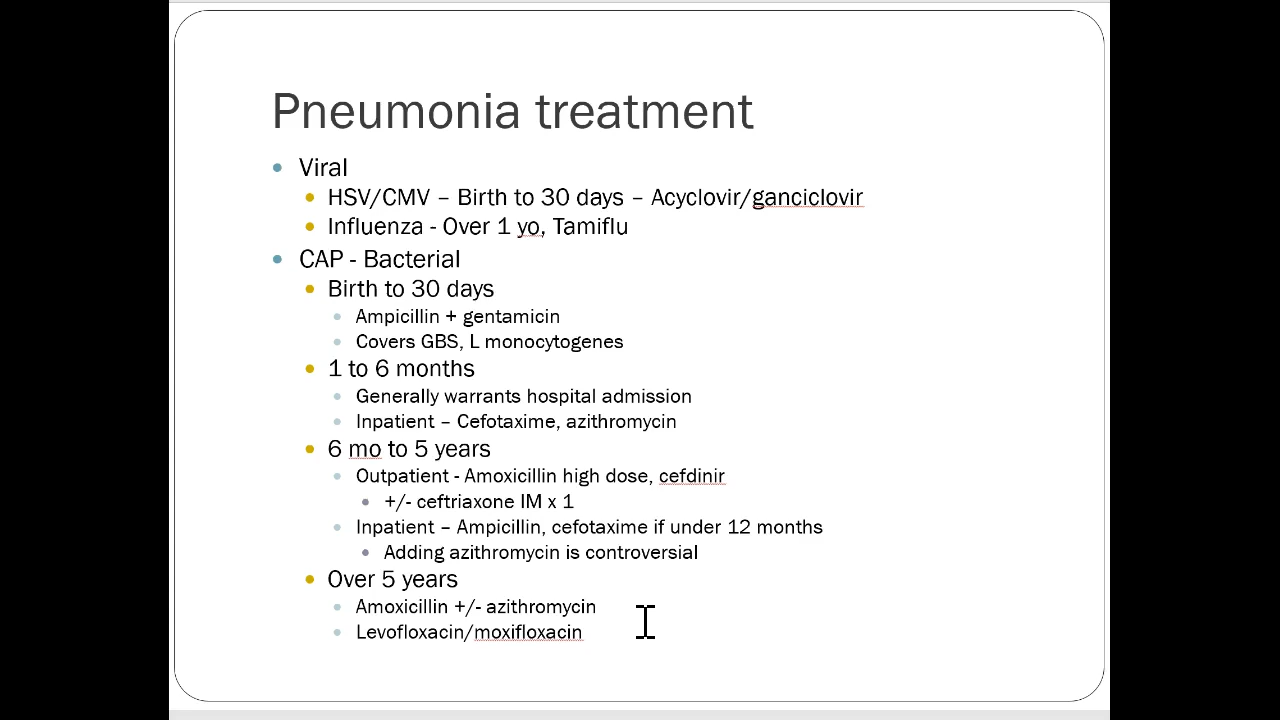 Pneumonia treatment
Viral
HSV/CMV – Birth to 30 days – Acyclovir/ganciclovir
Influenza - Over 1 yo, Tamiflu
CAP - Bacterial
Birth to 30 days
Ampicillin + gentamicin
Covers GBS, L monocytogenes
1 to 6 months
Generally warrants hospital admission
Inpatient – Cefotaxime, azithromycin
6 mo to 5 years
Outpatient - Amoxicillin high dose, cefdinir
+/- ceftriaxone IM x 1
Inpatient – Ampicillin, cefotaxime if under 12 months
Adding azithromycin is controversial
Over 5 years
Amoxicillin +/- azithromycin
Levofloxacin/moxifloxacin